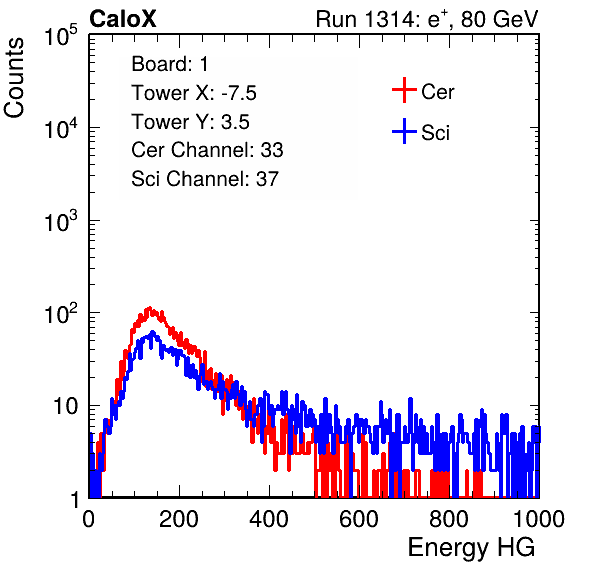 CaloX Run 1314: e⁺, 80 GeV
Counts
Board: 1
Tower X: -7.5
Tower Y: 3.5
Cer Channel: 33
Sci Channel: 37
Cer
Sci
10⁵
10⁴
10³
10²
10
1
0 200 400 600 800 1000
Energy HG